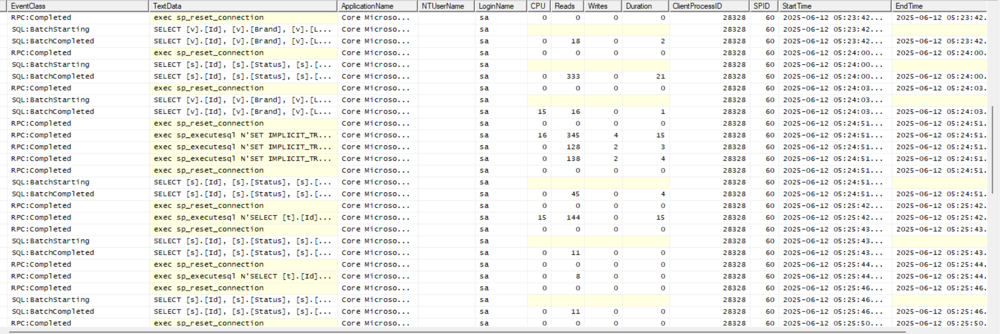 EventClass TextData ApplicationName NTUserName LoginName CPU Reads Writes Duration ClientProcessID SPID StartTime EndTime
RPC:Completed exec sp_reset_connection Core Microso... sa 0 0 0 0 28328 60 2025-06-12 05:23:42... 2025-06-12 05:23:42.
SQL:BatchStarting SELECT [v].[Id], [v].[Brand], [v].[L... Core Microso... sa 28328 60 2025-06-12 05:23:42...
SQL:BatchCompleted SELECT [v].[Id], [v].[Brand], [v].[L... Core Microso... sa 0 18 0 2 28328 60 2025-06-12 05:23:42... 2025-06-12 05:23:42.
RPC:Completed exec sp_reset_connection Core Microso... sa 0 0 0 0 28328 60 2025-06-12 05:24:00... 2025-06-12 05:24:00.
SQL:BatchStarting SELECT [s].[Id], [s].[Status], [s].[... Core Microso... sa 28328 60 2025-06-12 05:24:00...
SQL:BatchCompleted SELECT [s].[Id], [s].[Status], [s].[... Core Microso... sa 0 333 0 21 28328 60 2025-06-12 05:24:00... 2025-06-12 05:24:00.
RPC:Completed exec sp_reset_connection Core Microso... sa 0 0 0 0 28328 60 2025-06-12 05:24:03... 2025-06-12 05:24:03.
SQL:BatchStarting SELECT [v].[Id], [v].[Brand], [v].[L... Core Microso... sa 28328 60 2025-06-12 05:24:03...
SQL:BatchCompleted SELECT [v].[Id], [v].[Brand], [v].[L... Core Microso... sa 15 16 0 1 28328 60 2025-06-12 05:24:03... 2025-06-12 05:24:03.
RPC:Completed exec sp_reset_connection Core Microso... sa 0 0 0 0 28328 60 2025-06-12 05:24:51... 2025-06-12 05:24:51.
RPC:Completed exec sp_executesql N'SET IMPLICIT_TR... Core Microso... sa 16 345 4 15 28328 60 2025-06-12 05:24:51... 2025-06-12 05:24:51.
RPC:Completed exec sp_executesql N'SET IMPLICIT_TR... Core Microso... sa 0 128 2 3 28328 60 2025-06-12 05:24:51... 2025-06-12 05:24:51.
RPC:Completed exec sp_executesql N'SET IMPLICIT_TR... Core Microso... sa 0 138 2 4 28328 60 2025-06-12 05:24:51... 2025-06-12 05:24:51.
RPC:Completed exec sp_reset_connection Core Microso... sa 0 0 0 0 28328 60 2025-06-12 05:24:51... 2025-06-12 05:24:51.
SQL:BatchStarting SELECT [s].[Id], [s].[Status], [s].[... Core Microso... sa 28328 60 2025-06-12 05:24:51...
SQL:BatchCompleted SELECT [s].[Id], [s].[Status], [s].[... Core Microso... sa 0 45 0 4 28328 60 2025-06-12 05:24:51... 2025-06-12 05:24:51.
RPC:Completed exec sp_reset_connection Core Microso... sa 0 0 0 0 28328 60 2025-06-12 05:25:42... 2025-06-12 05:25:42.
RPC:Completed exec sp_executesql N'SELECT [t].[Id]... Core Microso... sa 15 144 0 15 28328 60 2025-06-12 05:25:42... 2025-06-12 05:25:42.
RPC:Completed exec sp_reset_connection Core Microso... sa 0 0 0 0 28328 60 2025-06-12 05:25:43... 2025-06-12 05:25:43.
SQL:BatchStarting SELECT [s].[Id], [s].[Status], [s].[... Core Microso... sa 28328 60 2025-06-12 05:25:43...
SQL:BatchCompleted SELECT [s].[Id], [s].[Status], [s].[... Core Microso... sa 0 11 0 0 28328 60 2025-06-12 05:25:43... 2025-06-12 05:25:43.
RPC:Completed exec sp_reset_connection Core Microso... sa 0 0 0 0 28328 60 2025-06-12 05:25:44... 2025-06-12 05:25:44.
RPC:Completed exec sp_executesql N'SELECT [t].[Id]... Core Microso... sa 0 8 0 0 28328 60 2025-06-12 05:25:44... 2025-06-12 05:25:44.
RPC:Completed exec sp_reset_connection Core Microso... sa 0 0 0 0 28328 60 2025-06-12 05:25:46... 2025-06-12 05:25:46.
SQL:BatchStarting SELECT [s].[Id], [s].[Status], [s].[... Core Microso... sa 28328 60 2025-06-12 05:25:46...
SQL:BatchCompleted SELECT [s].[Id], [s].[Status], [s].[... Core Microso... sa 0 11 0 0 28328 60 2025-06-12 05:25:46... 2025-06-12 05:25:46.
RPC:Completed exec sp_reset_connection Core Microso... sa 0 0 0 0 28328 60 2025-06-12 05:25:50... 2025-06-12 05:25:50.